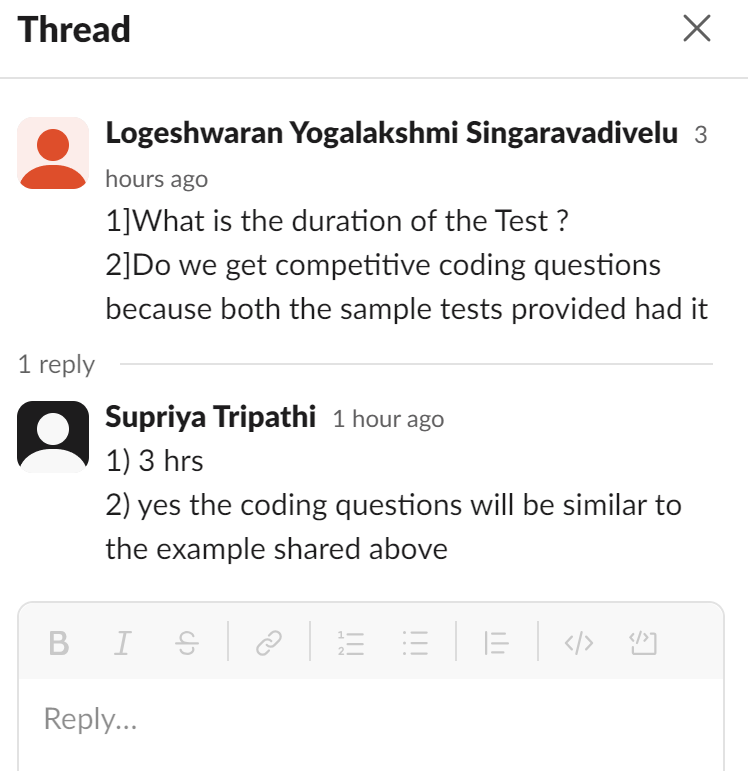 Thread
Logeshwaran Yogalakshmi Singaravadivelu 3
hours ago
1]What is the duration of the Test ?
2]Do we get competitive coding questions
because both the sample tests provided had it
1 reply
Supriya Tripathi 1 hour ago
1) 3 hrs
2) yes the coding questions will be similar to
the example shared above
B I S
Reply...